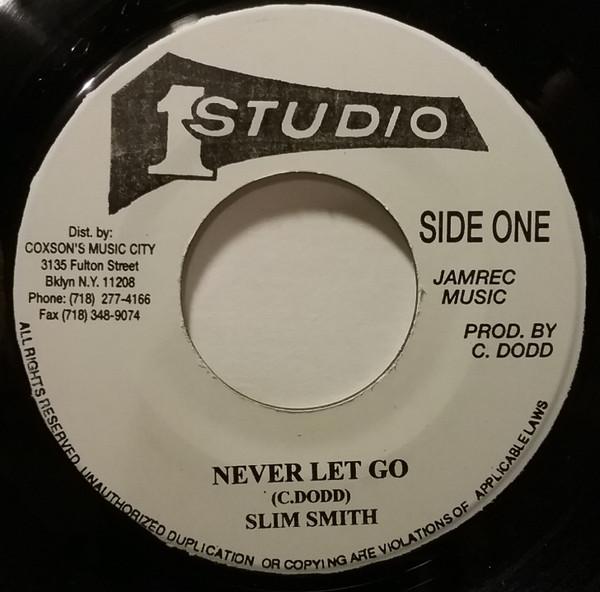 1 STUDIO
Dist. by:
COXSON'S MUSIC CITY
3135 Fulton Street
Bklyn N.Y. 11208
Phone: (718) 277-4166
Fax (718) 348-9074
SIDE ONE
JAMREC
MUSIC
PROD. BY
C. DODD
NEVER LET GO
(C.DODD)
SLIM SMITH
ALL RIGHTS RESERVED. UNAUTHORIZED DUPLICATION OR COPYING ARE VIOLATIONS OF APPLICABLE LAWS